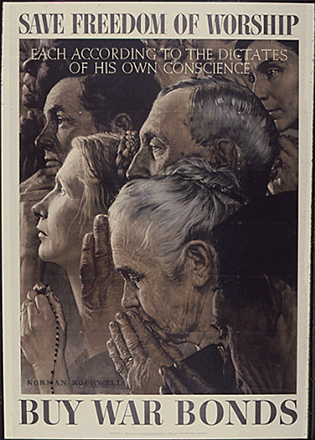 SAVE FREEDOM OF WORSHIP
EACH ACCORDING TO THE DICTATES
OF HIS OWN CONSCIENCE
NORMAN ROCKWELL
BUY WAR BONDS